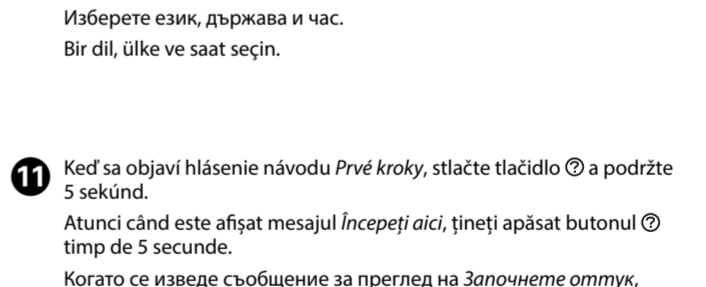 Изберете език, държава и час.
Bir dil, ülke ve saat seçin.
11 Keď sa objaví hlásenie návodu Prvé kroky, stlačte tlačidlo ? a podržte
5 sekúnd.
Atunci când este afișat mesajul Începeți aici, țineți apăsat butonul ?
timp de 5 secunde.
Когато се изведе съобщение за преглед на Започнете оттук,